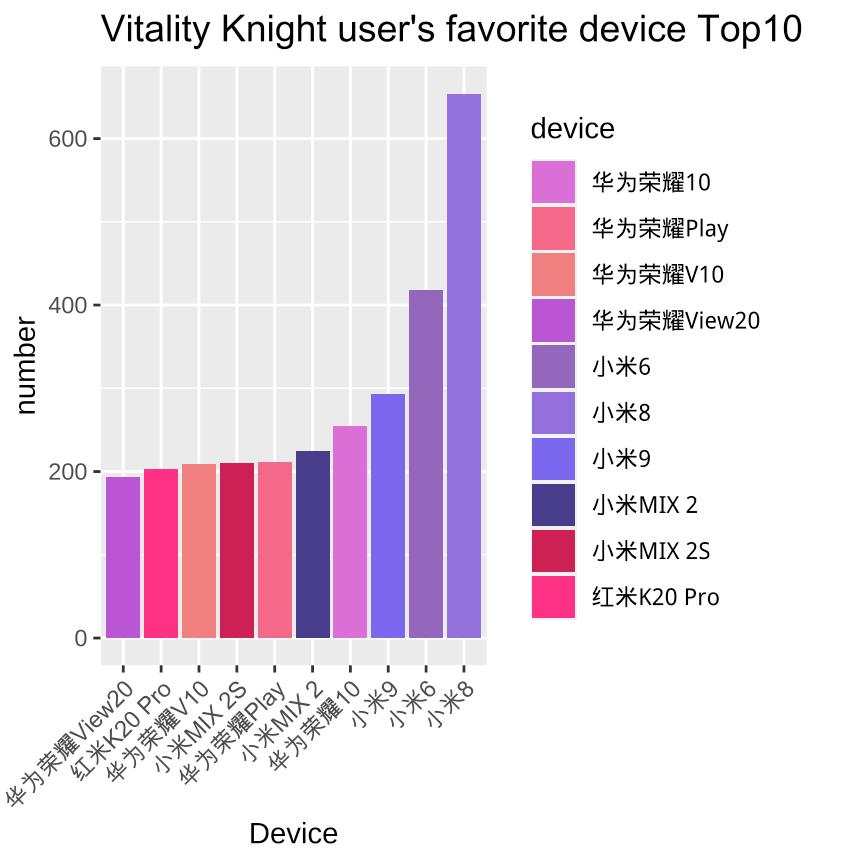 Vitality Knight user's favorite device Top10
number
600
400
200
0
华为荣耀View20
红米K20 Pro
华为荣耀V10
小米MIX 2S
华为荣耀Play
小米MIX 2
华为荣耀10
小米9
小米6
小米8
Device
device
华为荣耀10
华为荣耀Play
华为荣耀V10
华为荣耀View20
小米6
小米8
小米9
小米MIX 2
小米MIX 2S
红米K20 Pro